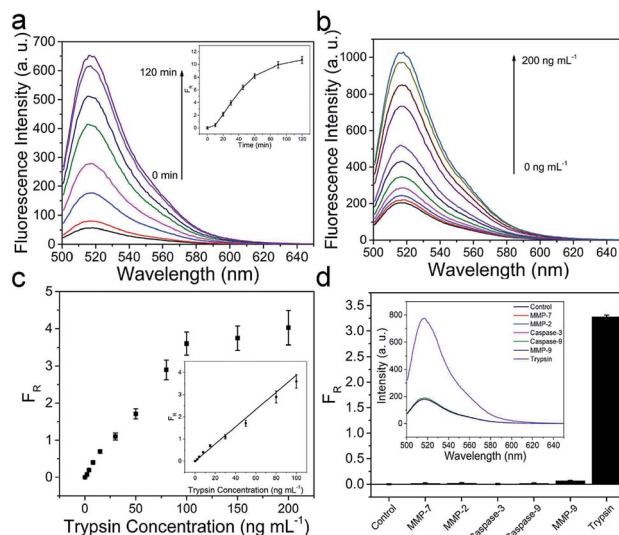 a
Fluorescence Intensity (a. u.)
700
600
500
400
300
200
100
0
120 min
0 min
500 520 540 560 580 600 620 640
Wavelength (nm)
F_R
12
10
8
6
4
2
0
0 20 40 60 80 100 120
Time (min)
b
Fluorescence Intensity (a. u.)
1000
800
600
400
200
0
200 ng mL⁻¹
0 ng mL⁻¹
500 520 540 560 580 600 620 640
Wavelength (nm)
c
F_R
5
4
3
2
1
0
0 50 100 150 200
Trypsin Concentration (ng mL⁻¹)
F_R
4
2
0
0 20 40 60 80 100
Trypsin Concentration (ng mL⁻¹)
d
F_R
3.5
3.0
2.5
2.0
1.5
1.0
0.5
0.0
Control
MMP-7
MMP-2
Caspase-3
Caspase-9
MMP-9
Trypsin
Intensity (a. u.)
800
600
400
200
0
500 520 540 560 580 600 620 640
Wavelength (nm)
Control
MMP-7
MMP-2
Caspase-3
Caspase-9
MMP-9
Trypsin